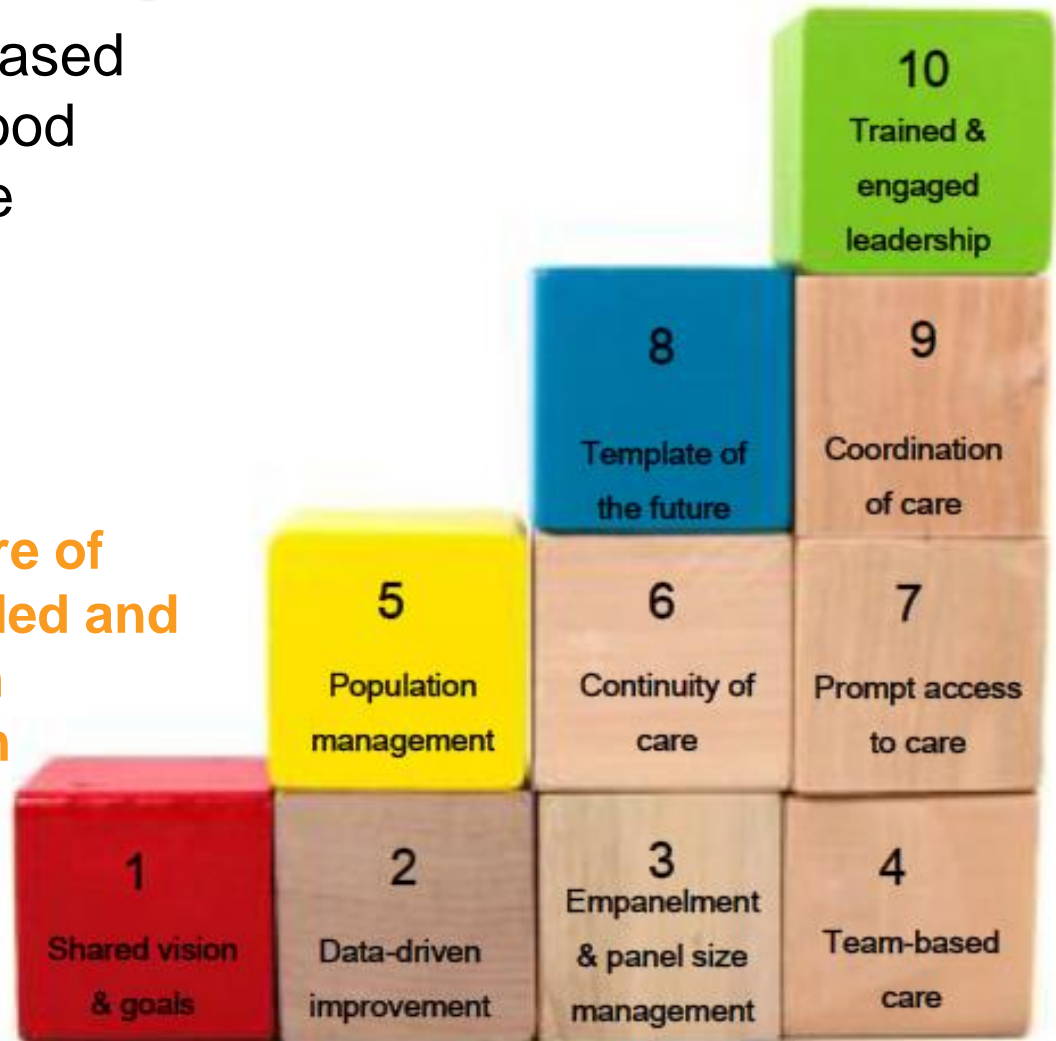 ased
ood
e
re of
led and
n
n
10
Trained &
engaged
leadership
8
Template of
the future
9
Coordination
of care
5
Population
management
6
Continuity of
care
7
Prompt access
to care
1
Shared vision
& goals
2
Data-driven
improvement
3
Empanelment
& panel size
management
4
Team-based
care